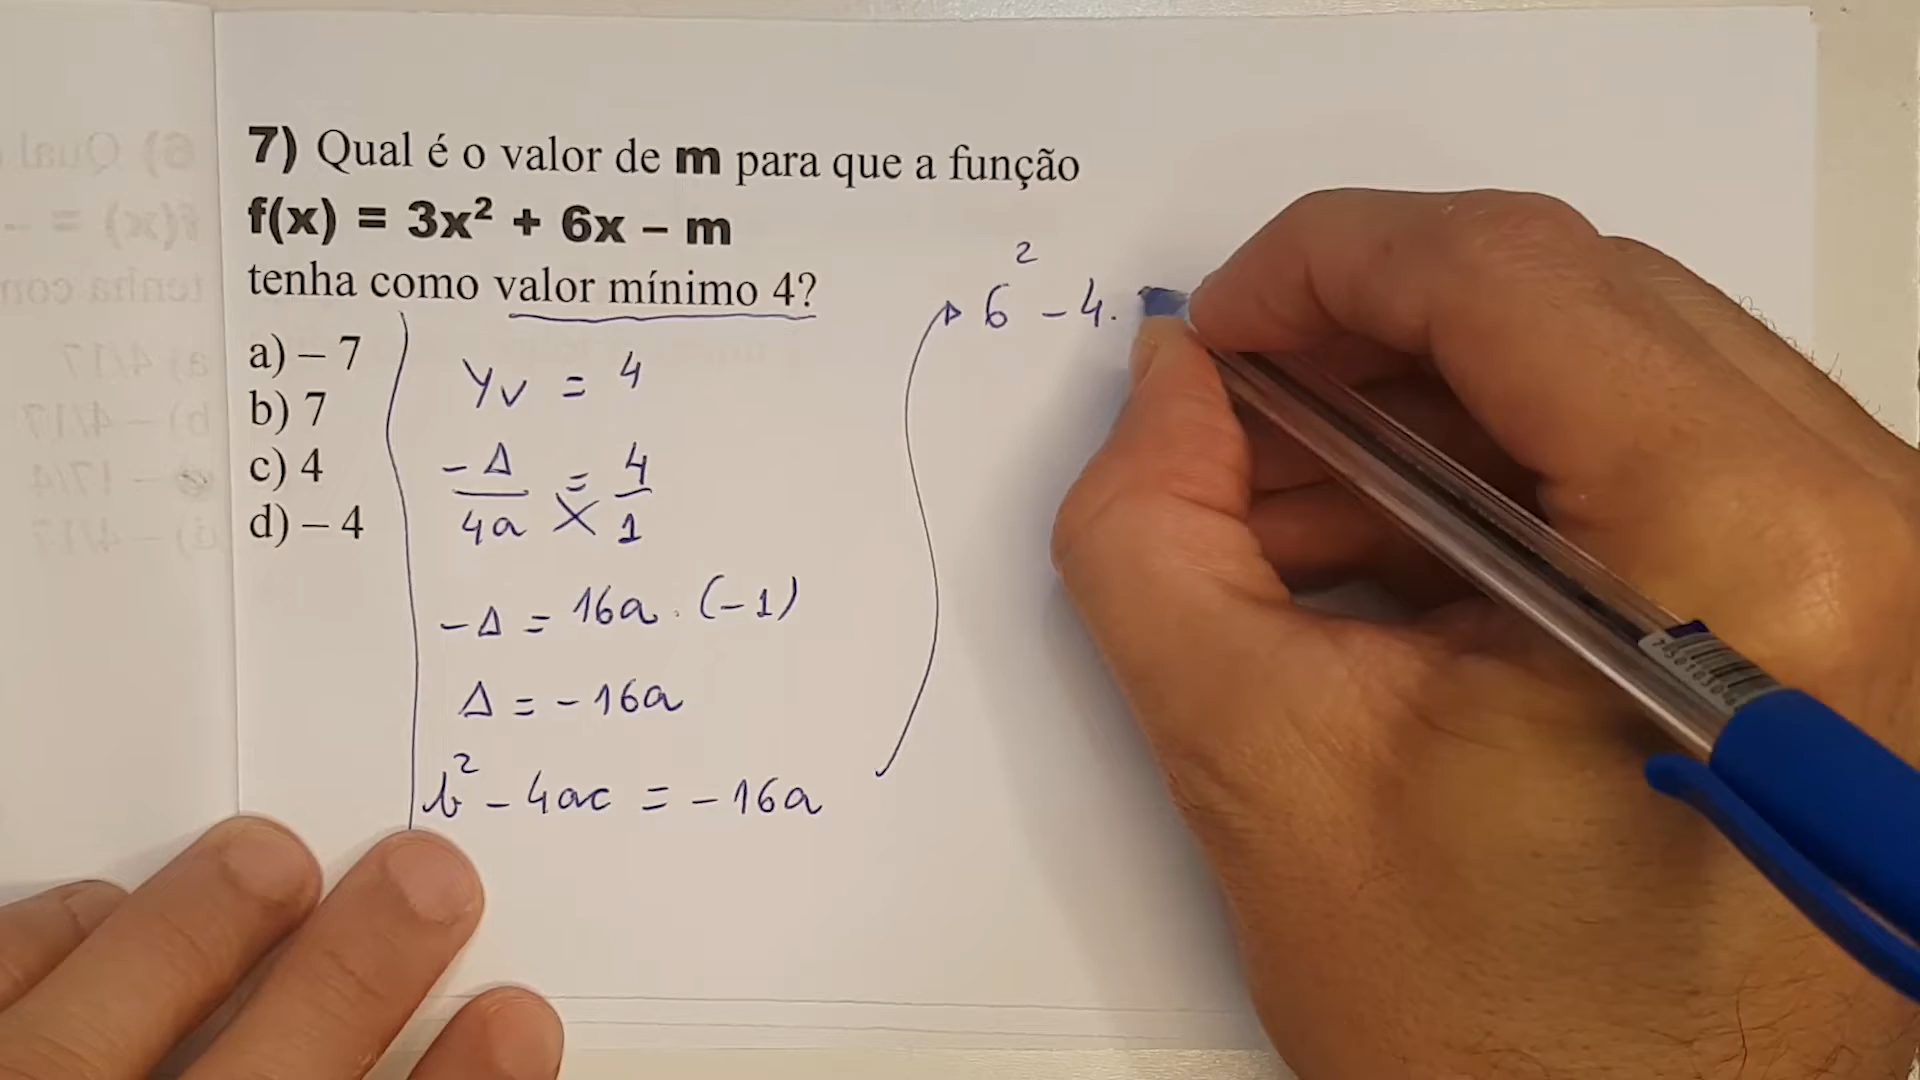 7) Qual é o valor de m para que a função
f(x) = 3x² + 6x – m
tenha como valor mínimo 4?
a) – 7
b) 7
c) 4
d) – 4
Yv = 4
-Δ/4a = 4/1
-Δ = 16a . (-1)
Δ = -16a
b² - 4ac = -16a
6² - 4.